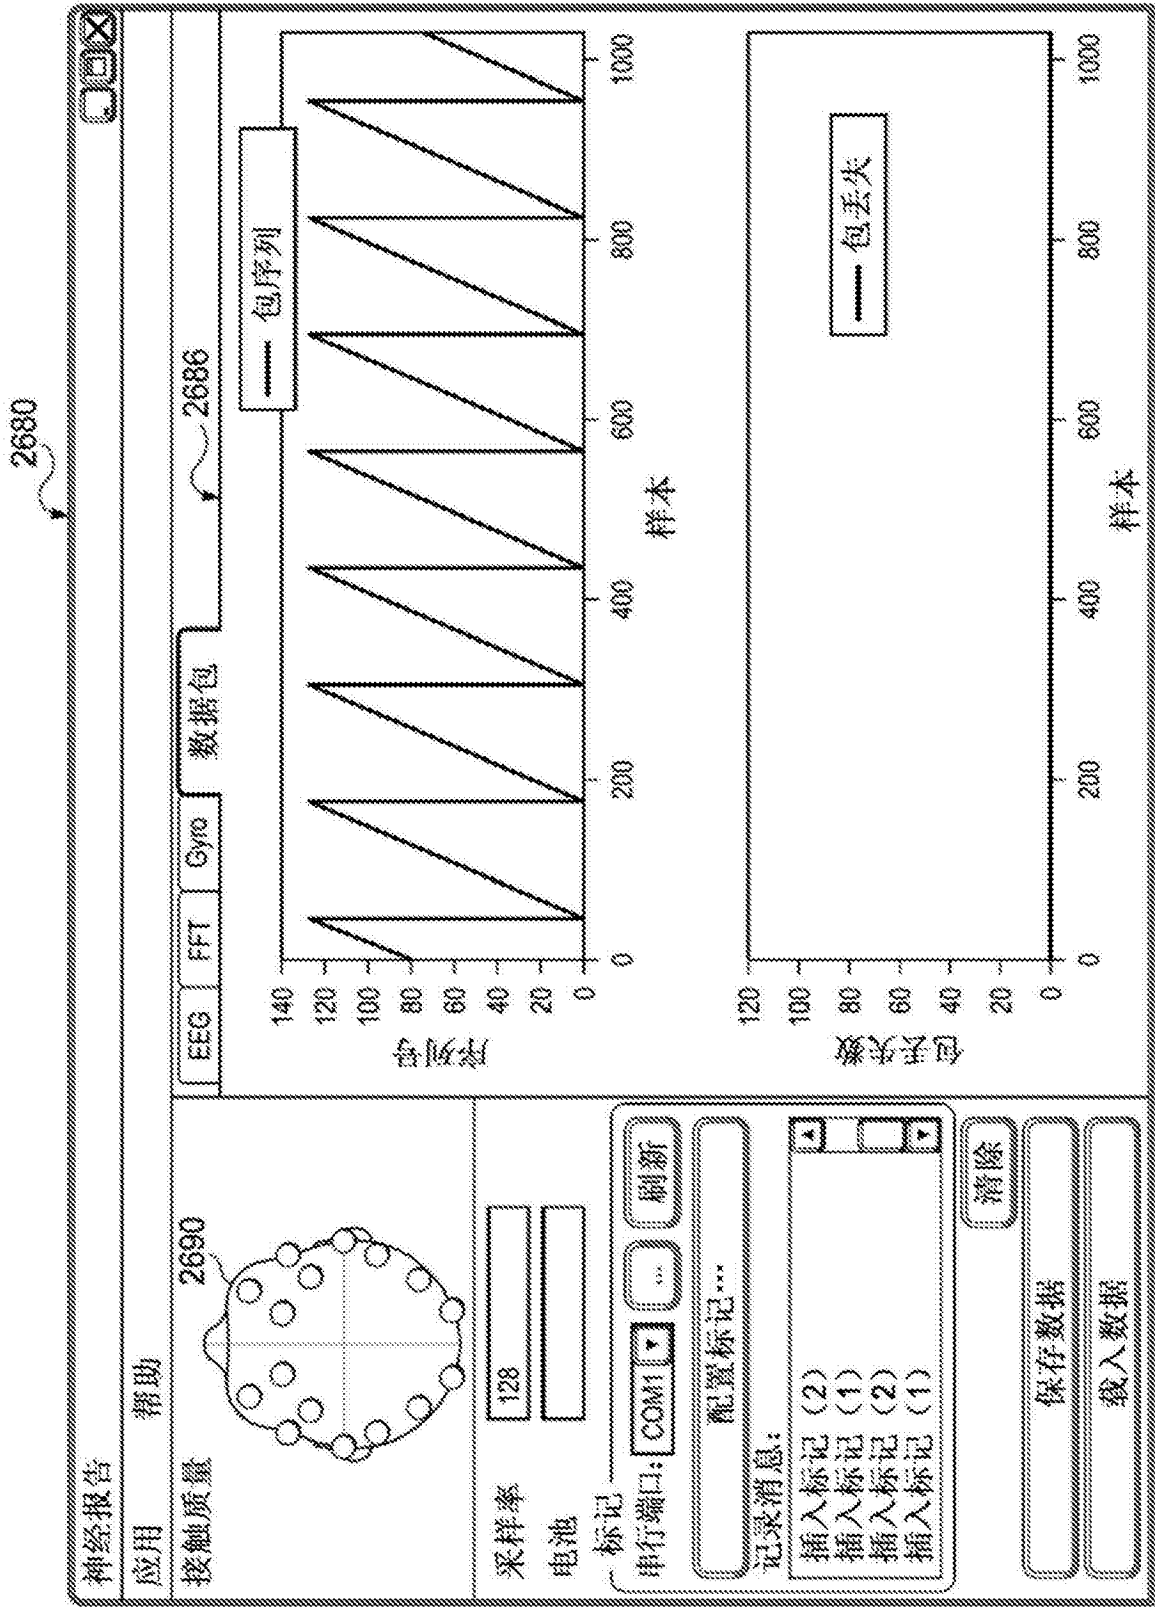 2680
神经报告
应用 帮助
接触质量
2690
采样率 128
电池
标记
串行端口: COM1 ▼ ... 刷新
配置标记…
记录消息:
插入标记 (2)
插入标记 (1)
插入标记 (2)
插入标记 (1)
清除
保存数据
载入数据
EEG FFT Gyro 数据包
2686
包序列
序列号
140
120
100
80
60
40
20
0
0 200 400 600 800 1000
样本
包丢失
包丢失数
120
100
80
60
40
20
0
0 200 400 600 800 1000
样本